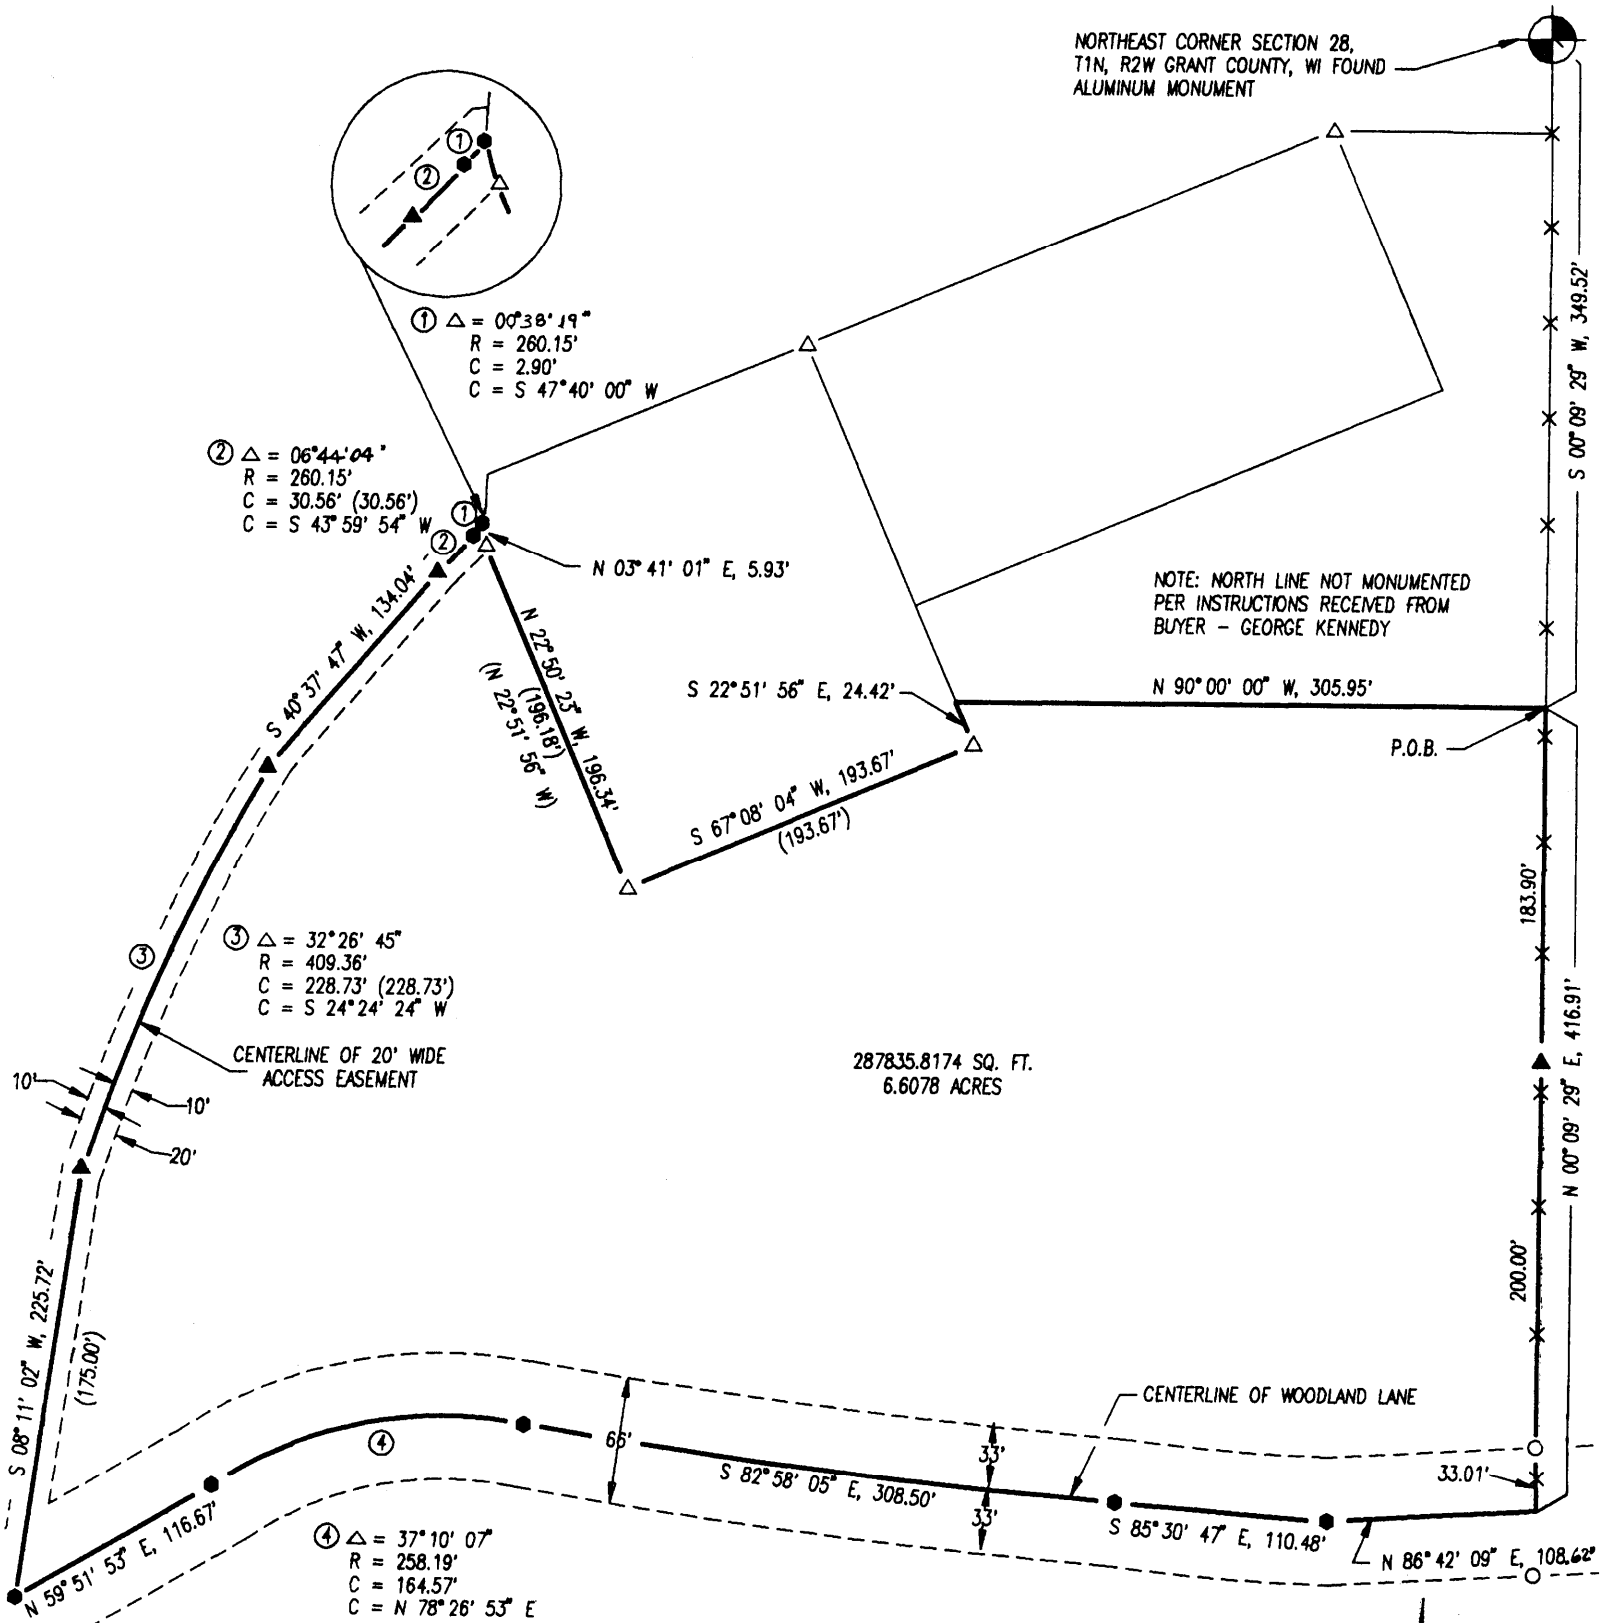 NORTHEAST CORNER SECTION 28,
T1N, R2W GRANT COUNTY, WI FOUND
ALUMINUM MONUMENT
S 00° 09' 29" W, 349.52'
1
2
1 △ = 00°38'19"
R = 260.15'
C = 2.90'
C = S 47° 40' 00" W
2 △ = 06°44'04"
R = 260.15'
C = 30.56' (30.56')
C = S 43° 59' 54" W
1
2
N 03° 41' 01" E, 5.93'
NOTE: NORTH LINE NOT MONUMENTED
PER INSTRUCTIONS RECEIVED FROM
BUYER - GEORGE KENNEDY
S 40° 37' 47" W, 134.04'
N 22° 50' 23" W, 196.34'
(196.18')
(N 22° 51' 56" W)
S 22° 51' 56" E, 24.42'
N 90° 00' 00" W, 305.95'
P.O.B.
S 67° 08' 04" W, 193.67'
(193.67')
183.90'
3
3 △ = 32° 26' 45"
R = 409.36'
C = 228.73' (228.73')
C = S 24° 24' 24" W
CENTERLINE OF 20' WIDE
ACCESS EASEMENT
10'
10'
20'
287835.8174 SQ. FT.
6.6078 ACRES
N 00° 09' 29" E, 416.91'
200.00'
S 08° 11' 02" W, 225.72'
(175.00')
CENTERLINE OF WOODLAND LANE
4
66'
33'
33'
S 82° 58' 05" E, 308.50'
33.01'
S 85° 30' 47" E, 110.48'
N 86° 42' 09" E, 108.62'
N 59° 51' 53" E, 116.67'
4 △ = 37° 10' 07"
R = 258.19'
C = 164.57'
C = N 78° 26' 53" E